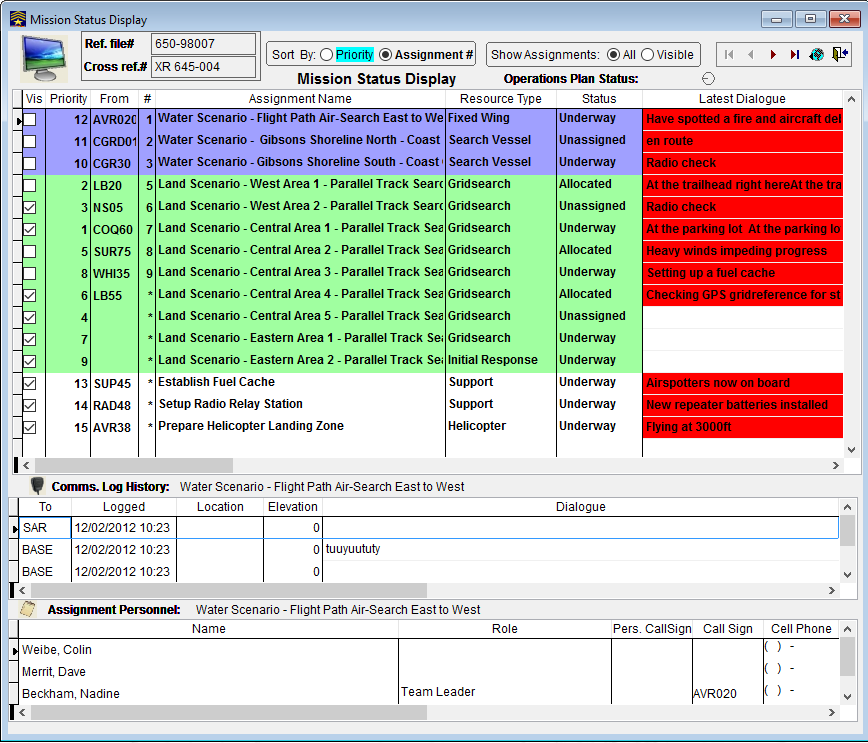 Mission Status Display
Ref. file# 650-98007
Cross ref.# XR 645-004
Sort By: Priority Assignment #
Show Assignments: All Visible
Mission Status Display Operations Plan Status:
Vis Priority From # Assignment Name Resource Type Status Latest Dialogue
12 AVR020 1 Water Scenario - Flight Path Air-Search East to We Fixed Wing Underway Have spotted a fire and aircraft del
11 CGRD01 2 Water Scenario - Gibsons Shoreline North - Coast Search Vessel Unassigned en route
10 CGR30 3 Water Scenario - Gibsons Shoreline South - Coast Search Vessel Underway Radio check
2 LB20 5 Land Scenario - West Area 1 - Parallel Track Searc Gridsearch Allocated At the trailhead right hereAt the tra
3 NS05 6 Land Scenario - West Area 2 - Parallel Track Searc Gridsearch Unassigned Radio check
1 COQ60 7 Land Scenario - Central Area 1 - Parallel Track Sea Gridsearch Underway At the parking lot At the parking lo
5 SUR75 8 Land Scenario - Central Area 2 - Parallel Track Sea Gridsearch Allocated Heavy winds impeding progress
8 WHI35 9 Land Scenario - Central Area 3 - Parallel Track Sea Gridsearch Underway Setting up a fuel cache
6 LB55 * Land Scenario - Central Area 4 - Parallel Track Sea Gridsearch Allocated Checking GPS gridreference for st
4 * Land Scenario - Central Area 5 - Parallel Track Sea Gridsearch Unassigned
7 * Land Scenario - Eastern Area 1 - Parallel Track Sea Gridsearch Underway
9 * Land Scenario - Eastern Area 2 - Parallel Track Sea Initial Response Underway
13 SUP45 * Establish Fuel Cache Support Underway Airspotters now on board
14 RAD48 * Setup Radio Relay Station Support Underway New repeater batteries installed
15 AVR38 * Prepare Helicopter Landing Zone Helicopter Underway Flying at 3000ft
Comms. Log History: Water Scenario - Flight Path Air-Search East to West
To Logged Location Elevation Dialogue
SAR 12/02/2012 10:23 0
BASE 12/02/2012 10:23 0 tuuyuututy
BASE 12/02/2012 10:23 0
Assignment Personnel: Water Scenario - Flight Path Air-Search East to West
Name Role Pers. CallSign Call Sign Cell Phone
Weibe, Colin ( ) -
Merrit, Dave ( ) -
Beckham, Nadine Team Leader AVR020 ( ) -